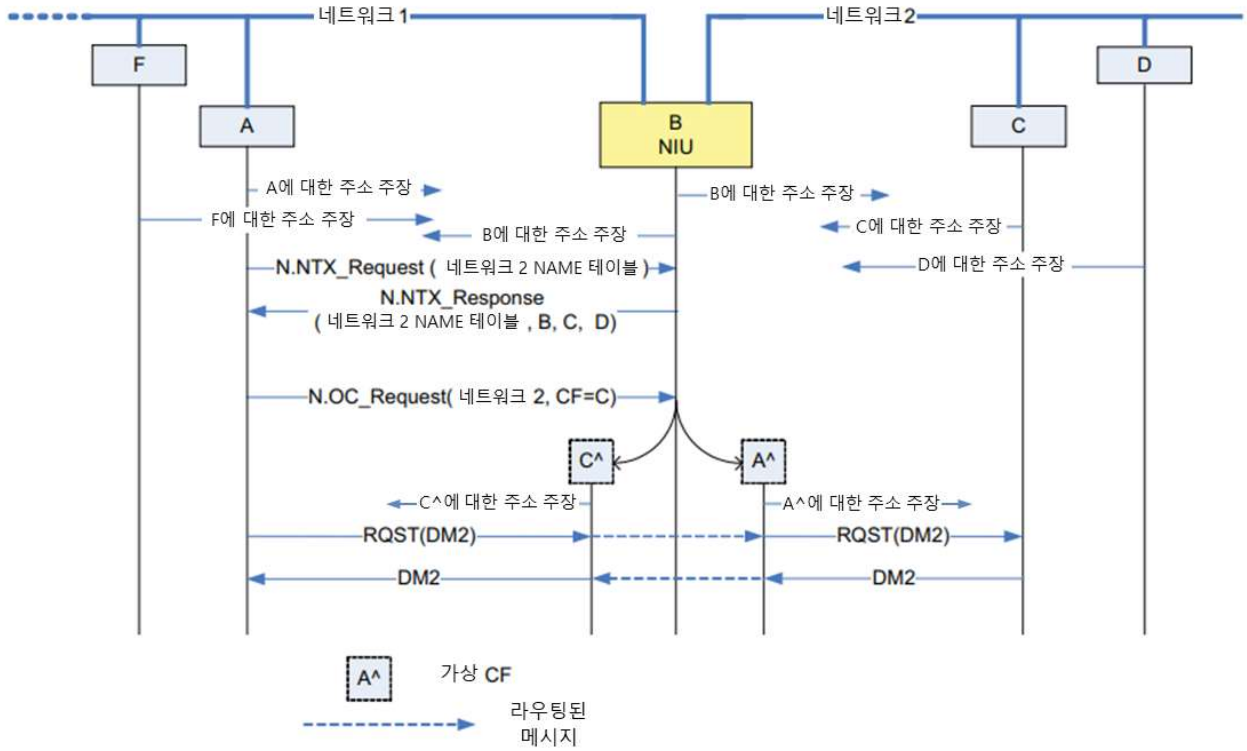 네트워크 1
네트워크2
F
D
A
B
NIU
C
A에 대한 주소 주장
B에 대한 주소 주장
F에 대한 주소 주장
C에 대한 주소 주장
B에 대한 주소 주장
N.NTX_Request ( 네트워크 2 NAME 테이블 )
D에 대한 주소 주장
N.NTX_Response
( 네트워크 2 NAME 테이블 , B, C, D)
N.OC_Request( 네트워크 2, CF=C)
C^
A^
C^에 대한 주소 주장
A^에 대한 주소 주장
RQST(DM2)
RQST(DM2)
DM2
DM2
A^
가상 CF
라우팅된
메시지